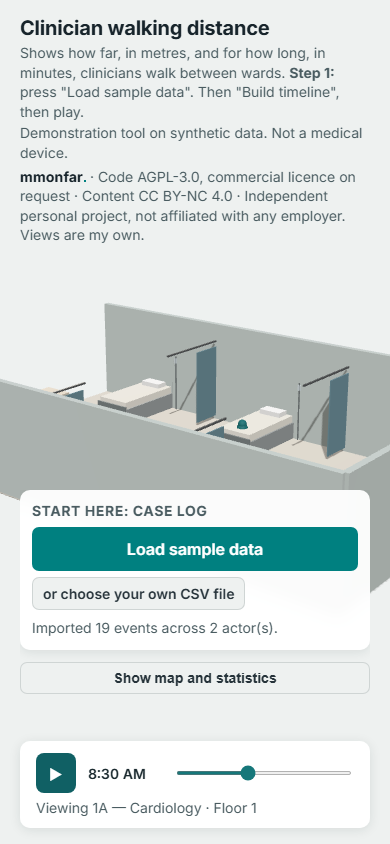 Clinician walking distance
Shows how far, in metres, and for how long, in
minutes, clinicians walk between wards. Step 1:
press "Load sample data". Then "Build timeline",
then play.
Demonstration tool on synthetic data. Not a medical
device.
mmonfar. · Code AGPL-3.0, commercial licence on
request · Content CC BY-NC 4.0 · Independent
personal project, not affiliated with any employer.
Views are my own.
START HERE: CASE LOG
Load sample data
or choose your own CSV file
Imported 19 events across 2 actor(s).
Show map and statistics
8:30 AM
Viewing 1A — Cardiology · Floor 1